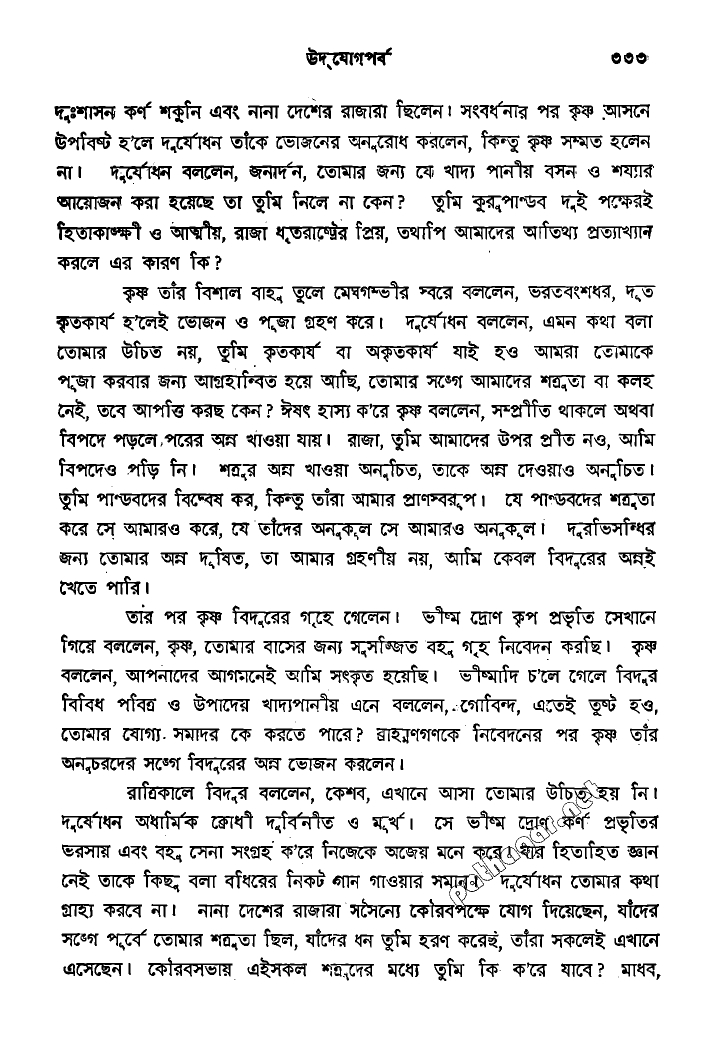 উদ্‌যোগপর্ব ৩৩৩
দুঃশাসন কর্ণ শকুনি এবং নানা দেশের রাজারা ছিলেন। সংবর্ধনার পর কৃষ্ণ আসনে
উপবিষ্ট হ'লে দুর্যোধন তাঁকে ভোজনের অনুরোধ করলেন, কিন্তু কৃষ্ণ সম্মত হলেন
না। দুর্যোধন বললেন, জনার্দন, তোমার জন্য যে খাদ্য পানীয় বসন ও শয্যার
আয়োজন করা হয়েছে তা তুমি নিলে না কেন? তুমি কুরুপাণ্ডব দুই পক্ষেরই
হিতাকাঙ্ক্ষী ও আত্মীয়, রাজা ধৃতরাষ্ট্রের প্রিয়, তথাপি আমাদের আতিথ্য প্রত্যাখ্যান
করলে এর কারণ কি?
কৃষ্ণ তাঁর বিশাল বাহু তুলে মেঘগম্ভীর স্বরে বললেন, ভরতবংশধর, দূত
কৃতকার্য হ'লেই ভোজন ও পূজা গ্রহণ করে। দুর্যোধন বললেন, এমন কথা বলা
তোমার উচিত নয়, তুমি কৃতকার্য বা অকৃতকার্য যাই হও আমরা তোমাকে
পূজা করবার জন্য আগ্রহান্বিত হয়ে আছি, তোমার সঙ্গে আমাদের শত্রুতা বা কলহ
নেই, তবে আপত্তি করছ কেন? ঈষৎ হাস্য ক'রে কৃষ্ণ বললেন, সম্প্রীতি থাকলে অথবা
বিপদে পড়লে পরের অন্ন খাওয়া যায়। রাজা, তুমি আমাদের উপর প্রীত নও, আমি
বিপদেও পড়ি নি। শত্রুর অন্ন খাওয়া অনুচিত, তাকে অন্ন দেওয়াও অনুচিত।
তুমি পাণ্ডবদের বিদ্বেষ কর, কিন্তু তাঁরা আমার প্রাণস্বরূপ। যে পাণ্ডবদের শত্রুতা
করে সে আমারও করে, যে তাঁদের অনুকূল সে আমারও অনুকূল। দুরভিসন্ধির
জন্য তোমার অন্ন দূষিত, তা আমার গ্রহণীয় নয়, আমি কেবল বিদুরের অন্নই
খেতে পারি।
তার পর কৃষ্ণ বিদুরের গৃহে গেলেন। ভীষ্ম দ্রোণ কৃপ প্রভৃতি সেখানে
গিয়ে বললেন, কৃষ্ণ, তোমার বাসের জন্য সুসজ্জিত বহু গৃহ নিবেদন করছি। কৃষ্ণ
বললেন, আপনাদের আগমনেই আমি সৎকৃত হয়েছি। ভীষ্মাদি চ'লে গেলে বিদুর
বিবিধ পবিত্র ও উপাদেয় খাদ্যপানীয় এনে বললেন, গোবিন্দ, এতেই তুষ্ট হও,
তোমার যোগ্য সমাদর কে করতে পারে? ব্রাহ্মণগণকে নিবেদনের পর কৃষ্ণ তাঁর
অনুচরদের সঙ্গে বিদুরের অন্ন ভোজন করলেন।
রাত্রিকালে বিদুর বললেন, কেশব, এখানে আসা তোমার উচিত হয় নি।
দুর্যোধন অধার্মিক ক্রোধী দুর্বিনীত ও মূর্খ। সে ভীষ্ম দ্রোণ কর্ণ প্রভৃতির
ভরসায় এবং বহু সেনা সংগ্রহ ক'রে নিজেকে অজেয় মনে করে। যার হিতাহিত জ্ঞান
নেই তাকে কিছু বলা বধিরের নিকট গান গাওয়ার সমান। দুর্যোধন তোমার কথা
গ্রাহ্য করবে না। নানা দেশের রাজারা সসৈন্যে কৌরবপক্ষে যোগ দিয়েছেন, যাঁদের
সঙ্গে পূর্বে তোমার শত্রুতা ছিল, যাঁদের ধন তুমি হরণ করেছ, তাঁরা সকলেই এখানে
এসেছেন। কৌরবসভায় এইসকল শত্রুদের মধ্যে তুমি কি ক'রে যাবে? মাধব,